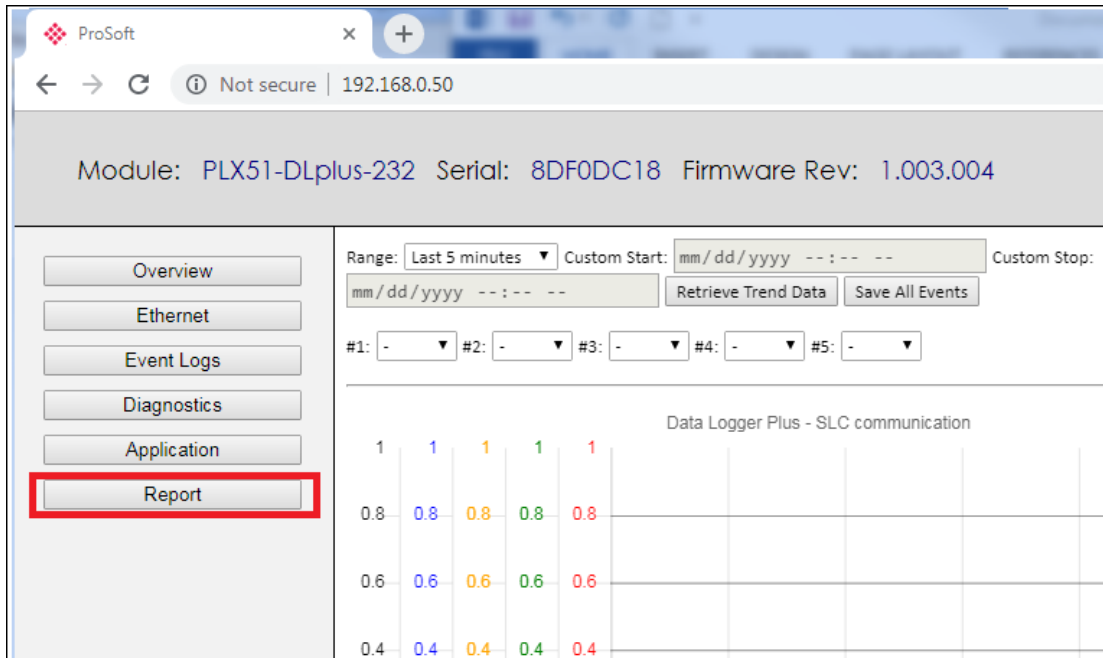 ProSoft
Not secure | 192.168.0.50
Module: PLX51-DLplus-232 Serial: 8DF0DC18 Firmware Rev: 1.003.004
Overview
Ethernet
Event Logs
Diagnostics
Application
Report
Range: Last 5 minutes Custom Start: mm/dd/yyyy --:-- -- Custom Stop:
mm/dd/yyyy --:-- -- Retrieve Trend Data Save All Events
#1: - #2: - #3: - #4: - #5: -
Data Logger Plus - SLC communication
1 1 1 1 1
0.8 0.8 0.8 0.8 0.8
0.6 0.6 0.6 0.6 0.6
0.4 0.4 0.4 0.4 0.4